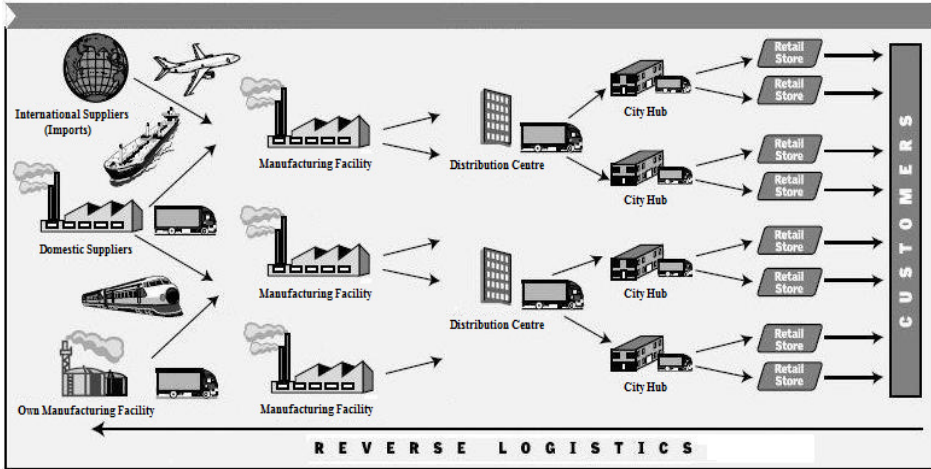 International Suppliers
(Imports)
Domestic Suppliers
Own Manufacturing Facility
Manufacturing Facility
Manufacturing Facility
Manufacturing Facility
Distribution Centre
Distribution Centre
City Hub
City Hub
City Hub
City Hub
Retail
Store
Retail
Store
Retail
Store
Retail
Store
Retail
Store
Retail
Store
Retail
Store
Retail
Store
CUSTOMERS
REVERSE LOGISTICS